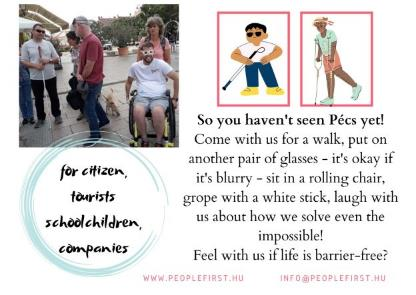 So you haven't seen Pécs yet!
Come with us for a walk, put on
another pair of glasses - it's okay if
it's blurry - sit in a rolling chair,
grope with a white stick, laugh with
us about how we solve even the
impossible!
Feel with us if life is barrier-free?
for citizen,
tourists
schoolchildren,
companies
WWW.PEOPLEFIRST.HU
INFO@PEOPLEFIRST.HU